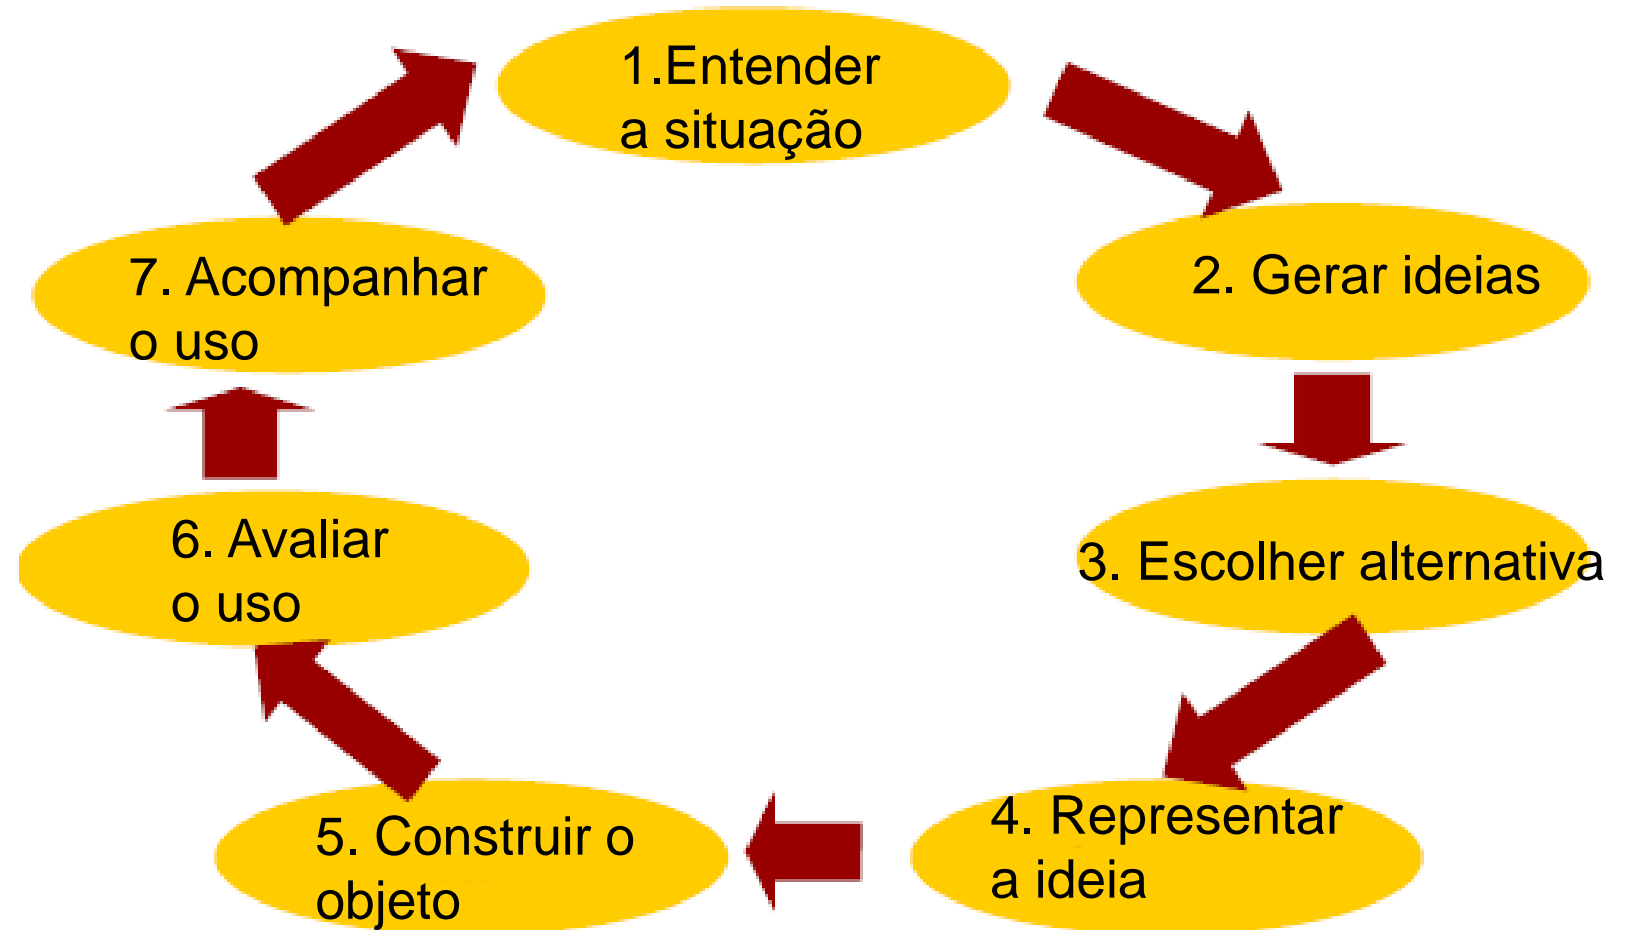 1.Entender
a situação
2. Gerar ideias
3. Escolher alternativa
4. Representar
a ideia
5. Construir o
objeto
6. Avaliar
o uso
7. Acompanhar
o uso